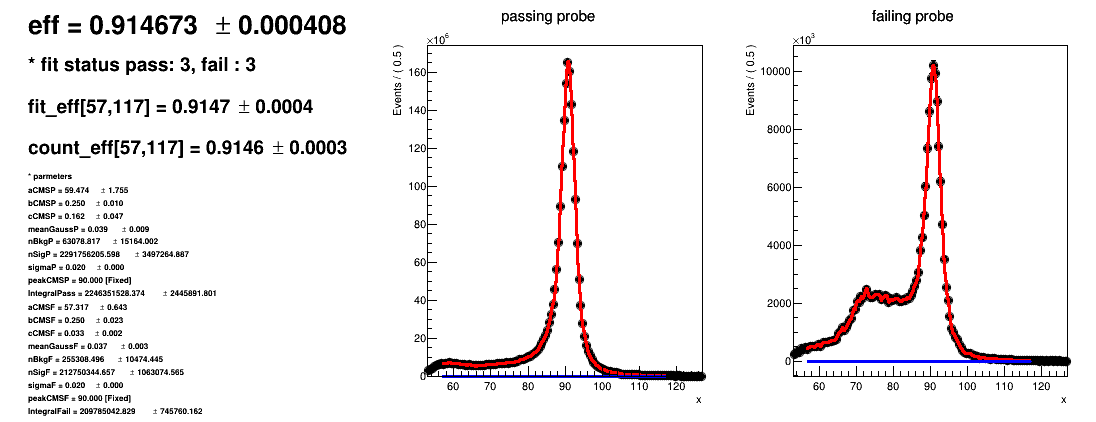 eff = 0.914673 ± 0.000408
* fit status pass: 3, fail : 3
fit_eff[57,117] = 0.9147 ± 0.0004
count_eff[57,117] = 0.9146 ± 0.0003
* parmeters
aCMSP = 59.474 ± 1.755
bCMSP = 0.250 ± 0.010
cCMSP = 0.162 ± 0.047
meanGaussP = 0.039 ± 0.009
nBkgP = 63078.817 ± 15164.002
nSigP = 2291756205.598 ± 3497264.887
sigmaP = 0.020 ± 0.000
peakCMSP = 90.000 [Fixed]
IntegralPass = 2246351528.374 ± 2445891.801
aCMSF = 57.317 ± 0.643
bCMSF = 0.250 ± 0.023
cCMSF = 0.033 ± 0.002
meanGaussF = 0.037 ± 0.003
nBkgF = 255308.496 ± 10474.445
nSigF = 212750344.657 ± 1063074.565
sigmaF = 0.020 ± 0.000
peakCMSF = 90.000 [Fixed]
IntegralFail = 209785042.829 ± 745760.162
passing probe
×10⁶
Events / ( 0.5 )
160
140
120
100
80
60
40
20
0
60 70 80 90 100 110 120
x
failing probe
×10³
Events / ( 0.5 )
10000
8000
6000
4000
2000
0
60 70 80 90 100 110 120
x